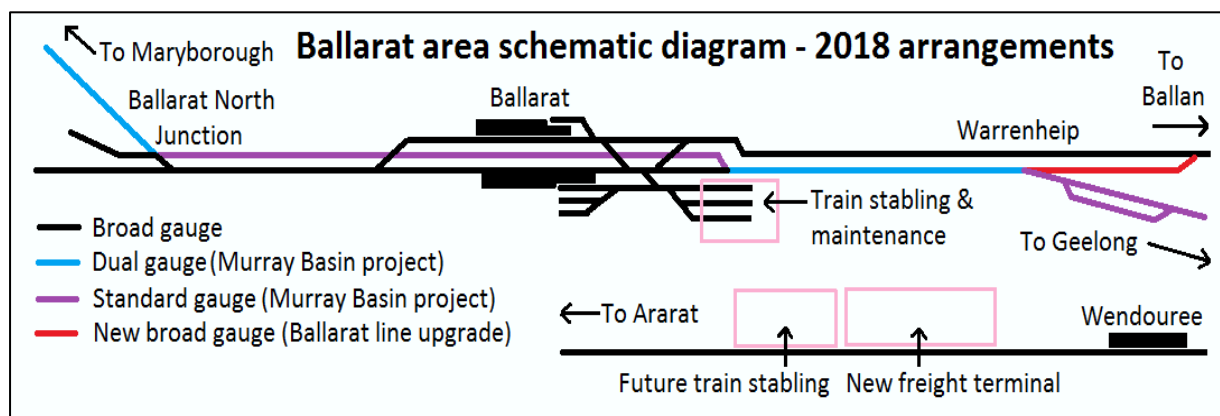 Ballarat area schematic diagram - 2018 arrangements
To Maryborough
To
Ballan
Ballarat North
Junction
Ballarat
Warrenheip
Train stabling &
maintenance
To Geelong
Broad gauge
Dual gauge (Murray Basin project)
Standard gauge (Murray Basin project)
New broad gauge (Ballarat line upgrade)
To Ararat
Wendouree
Future train stabling
New freight terminal